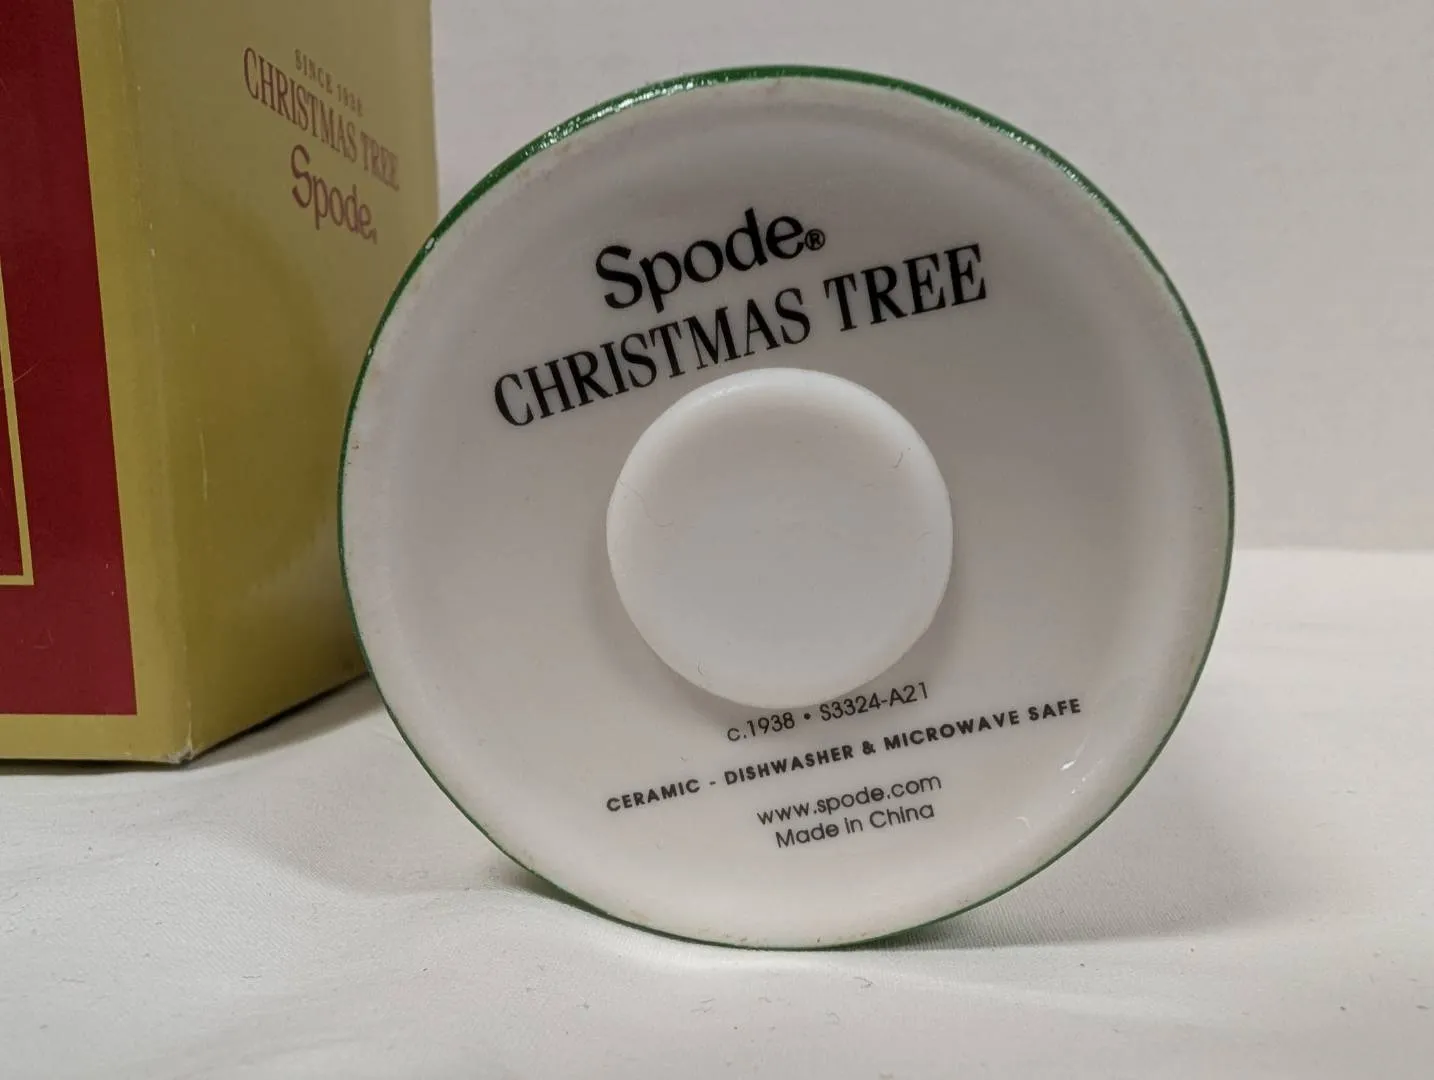 SINCE 1938
CHRISTMAS TREE
Spode®
Spode®
CHRISTMAS TREE
c.1938 • S3324-A21
CERAMIC - DISHWASHER & MICROWAVE SAFE
www.spode.com
Made in China